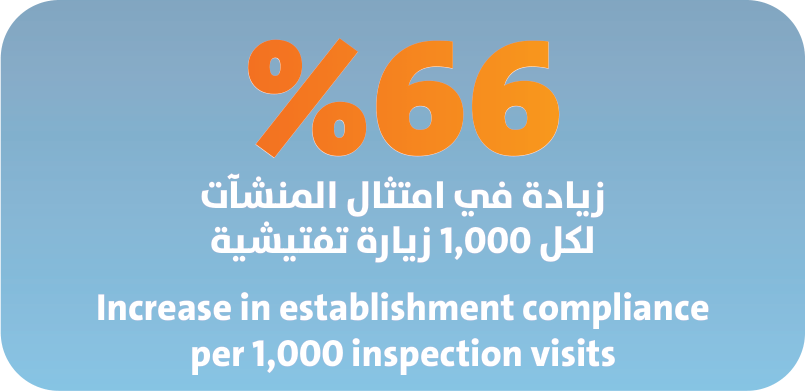 %66
زيادة في امتثال المنشآت
لكل 1,000 زيارة تفتيشية
Increase in establishment compliance
per 1,000 inspection visits